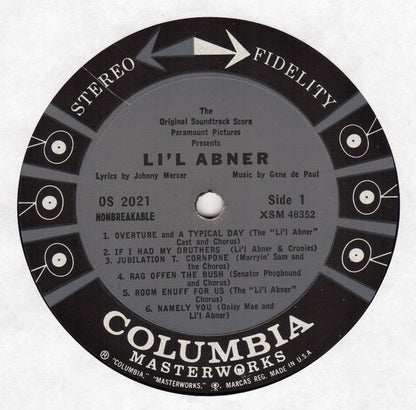 STEREO FIDELITY
The
Original Soundtrack Score
Paramount Pictures
Presents
LI'L ABNER
Lyrics by Johnny Mercer Music by Gene de Paul
OS 2021 Side 1
NONBREAKABLE XSM 48352
1. OVERTURE and A TYPICAL DAY (The "Li'l Abner"
Cast and Chorus)
2. IF I HAD MY DRUTHERS (Li'l Abner & Cronies)
3. JUBILATION T. CORNPONE (Marryin' Sam and
the Chorus)
4. RAG OFFEN THE BUSH (Senator Phogbound
and Chorus)
5. ROOM ENUFF FOR US (The "Li'l Abner"
Chorus)
6. NAMELY YOU (Daisy Mae and
Li'l Abner)
COLUMBIA
MASTERWORKS
® "COLUMBIA," "MASTERWORKS," ®, MARCAS REG. MADE IN U.S.A